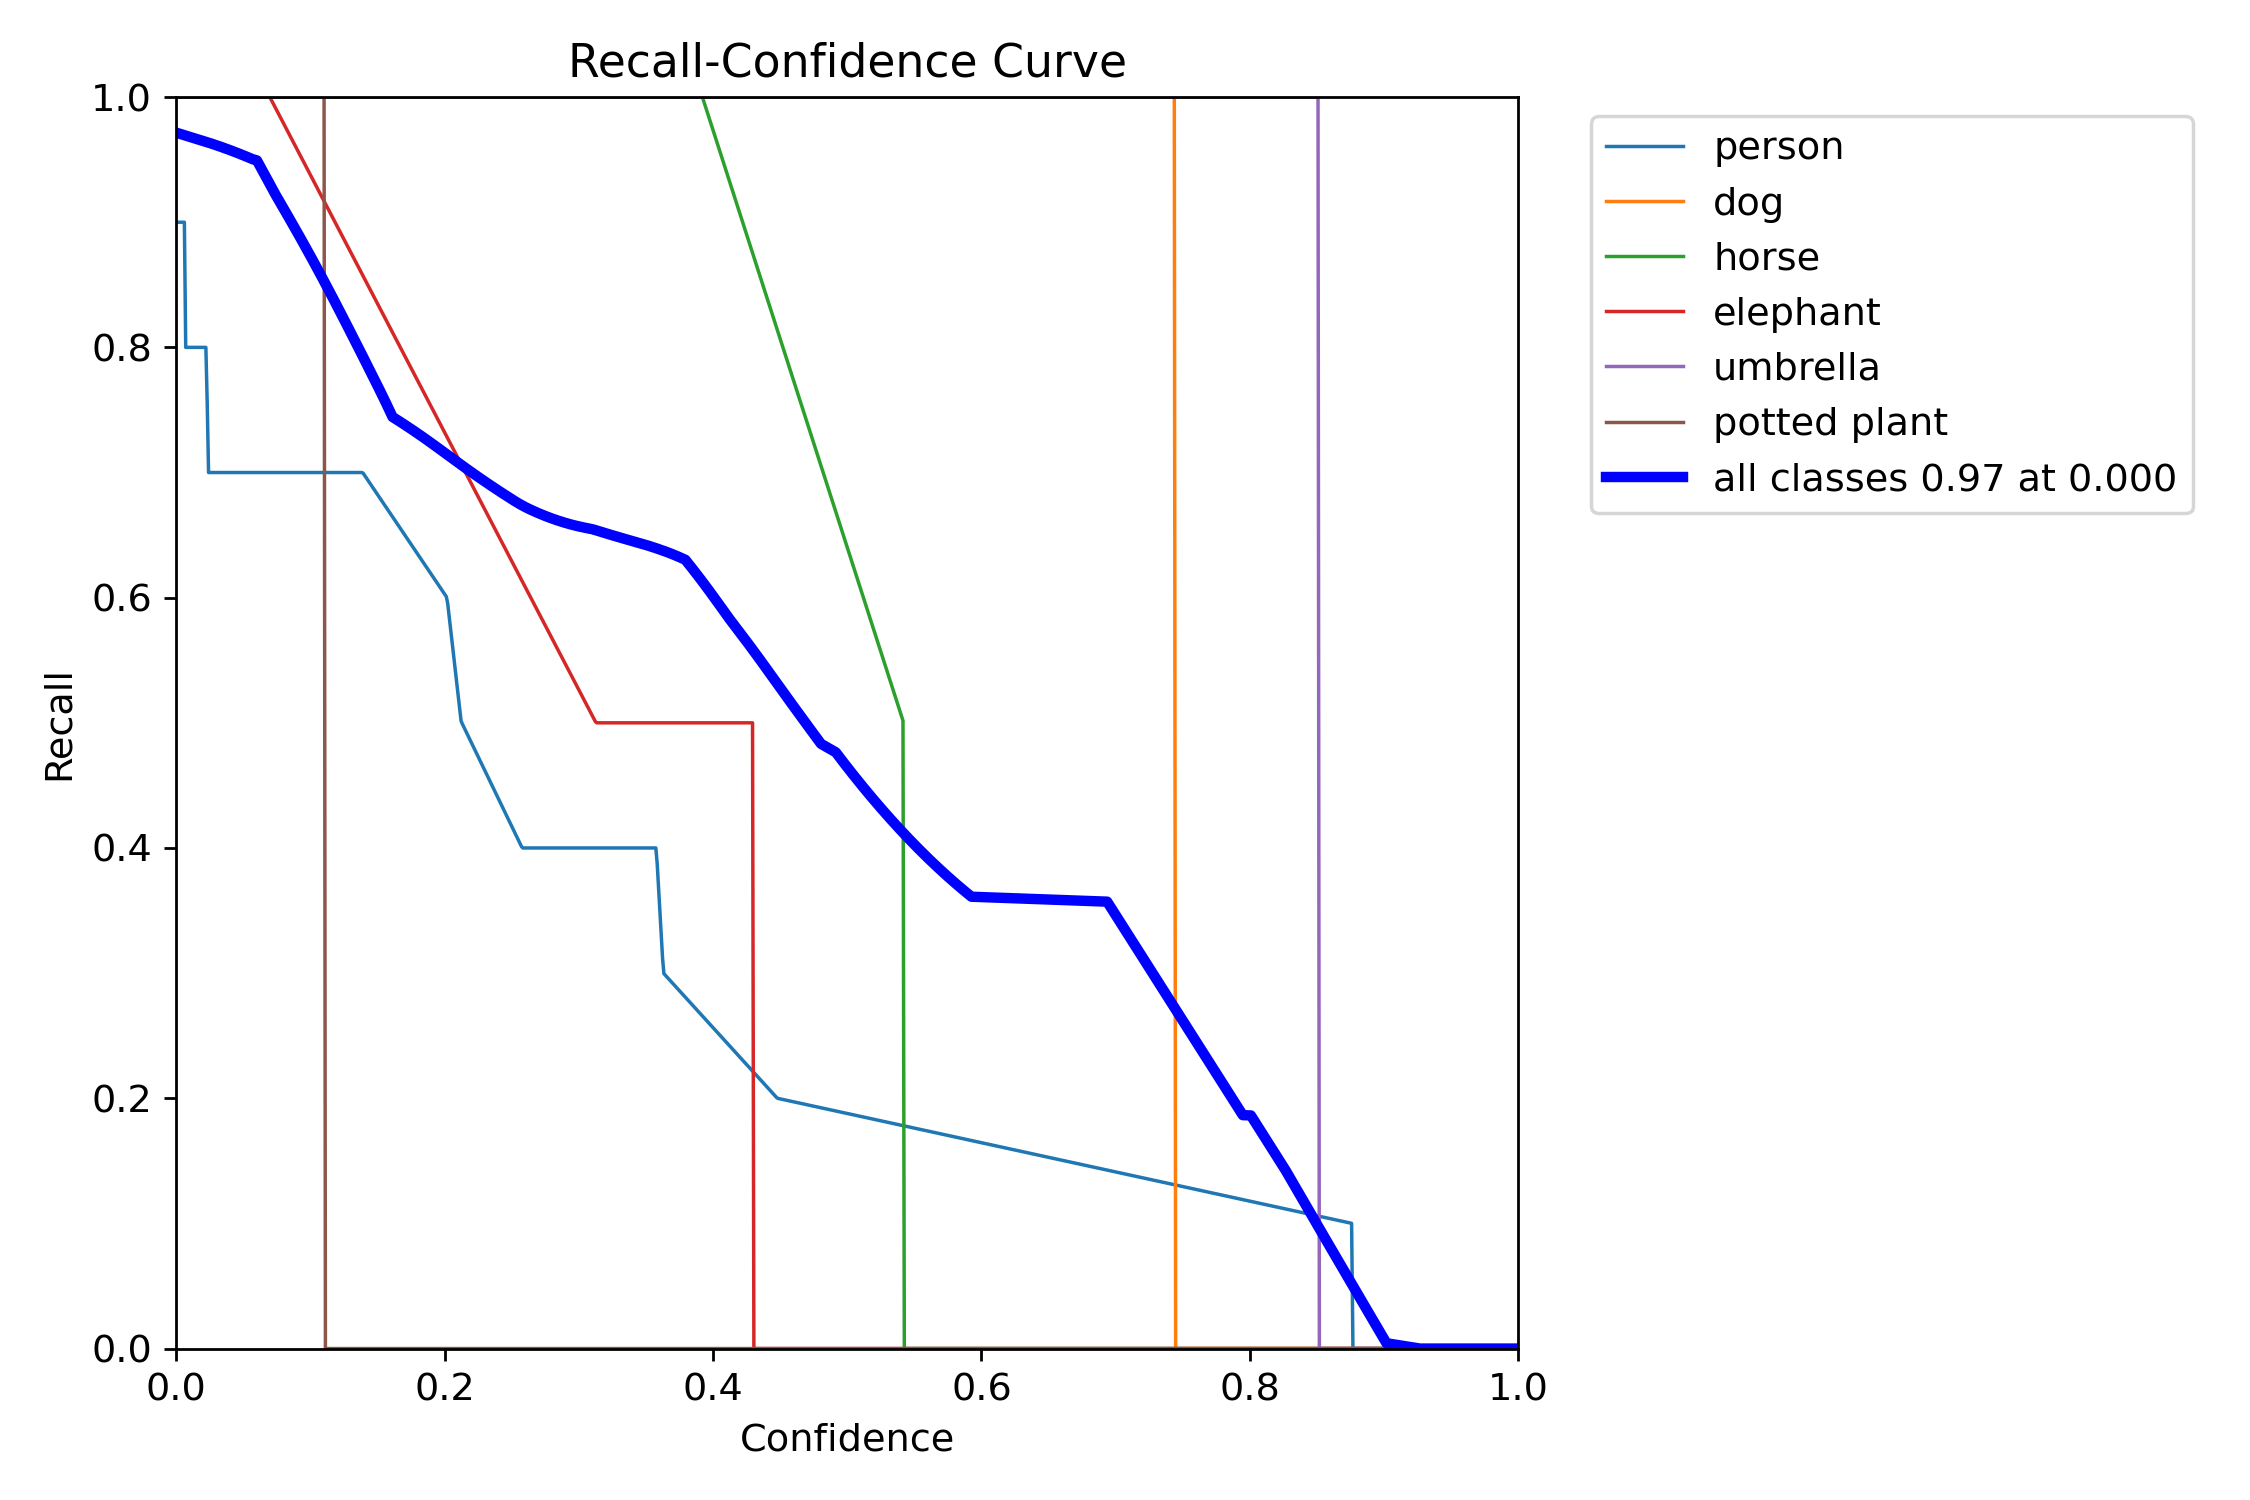 Recall-Confidence Curve
1.0
0.8
0.6
0.4
0.2
0.0
Recall
0.0 0.2 0.4 0.6 0.8 1.0
Confidence
person
dog
horse
elephant
umbrella
potted plant
all classes 0.97 at 0.000